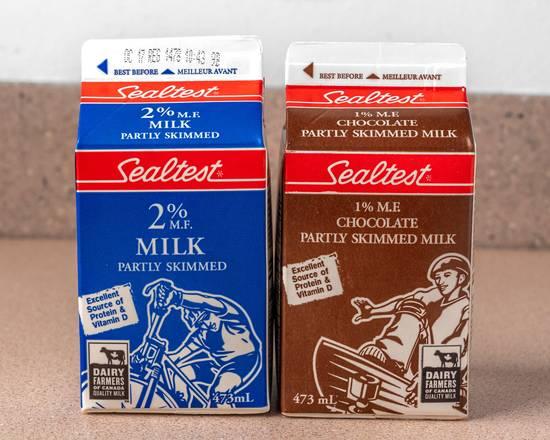 OC 17 REG 1478 10:43 9B
BEST BEFORE MEILLEUR AVANT
Sealtest
2% M.F.
MILK
PARTLY SKIMMED
Sealtest
2%
M.F.
MILK
PARTLY SKIMMED
Excellent
Source of
Protein &
Vitamin D
DAIRY
FARMERS
OF CANADA
QUALITY MILK
473mL
BEST BEFORE MEILLEUR AVANT
Sealtest
1% M.F.
CHOCOLATE
PARTLY SKIMMED MILK
Sealtest
1% M.F.
CHOCOLATE
PARTLY SKIMMED MILK
Excellent
Source of
Protein &
Vitamin D
473 mL
DAIRY
FARMERS
OF CANADA
QUALITY MILK